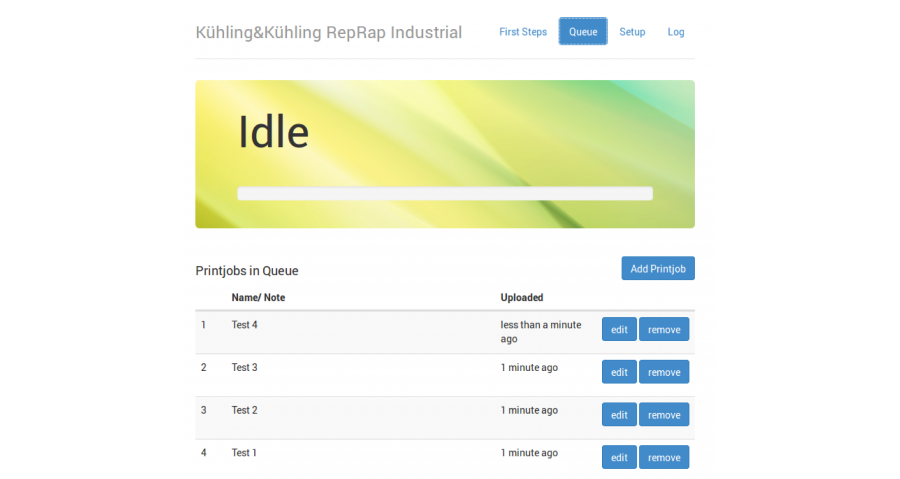 Kühling&Kühling RepRap Industrial
First Steps
Queue
Setup
Log
Idle
Printjobs in Queue
Add Printjob
Name/ Note Uploaded
1 Test 4 less than a minute
ago
edit remove
2 Test 3 1 minute ago edit remove
3 Test 2 1 minute ago edit remove
4 Test 1 1 minute ago edit remove